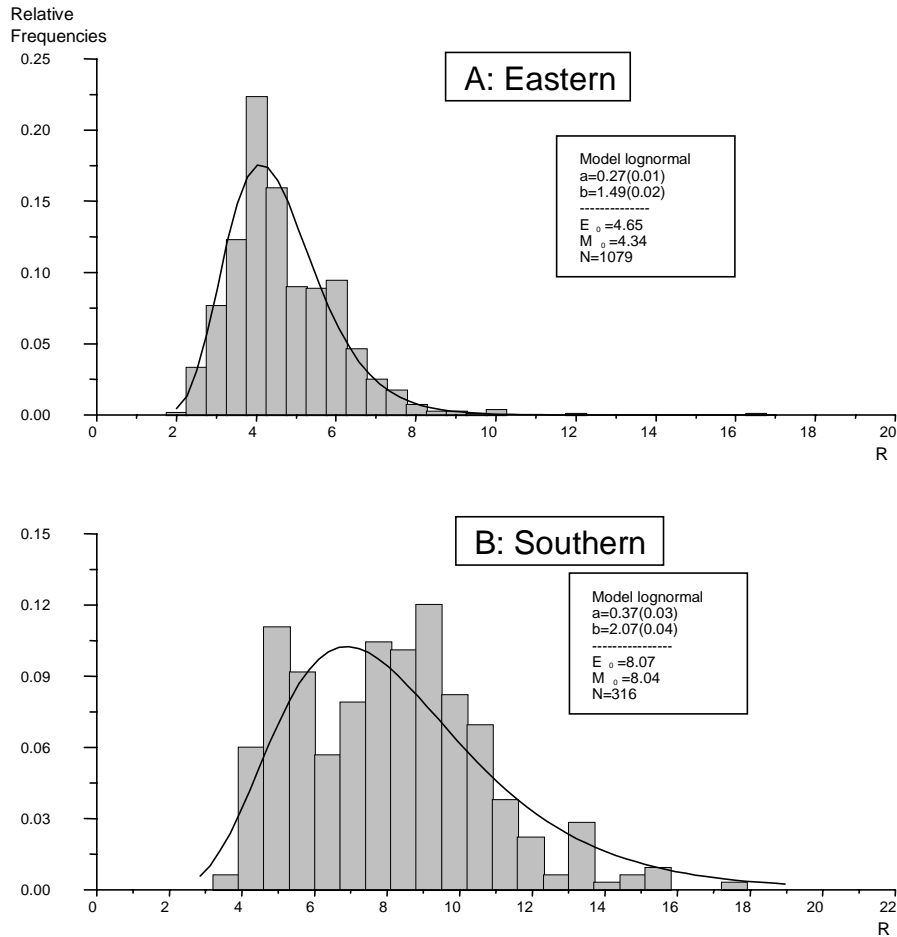 Relative
Frequencies
A: Eastern
0.25
0.20
0.15
0.10
0.05
0.00
Model lognormal
a=0.27(0.01)
b=1.49(0.02)
--------------
E ₀ =4.65
M ₀ =4.34
N=1079
0 2 4 6 8 10 12 14 16 18 20
R
B: Southern
0.15
0.12
0.09
0.06
0.03
0.00
Model lognormal
a=0.37(0.03)
b=2.07(0.04)
----------------
E ₀ =8.07
M ₀ =8.04
N=316
0 2 4 6 8 10 12 14 16 18 20 22
R